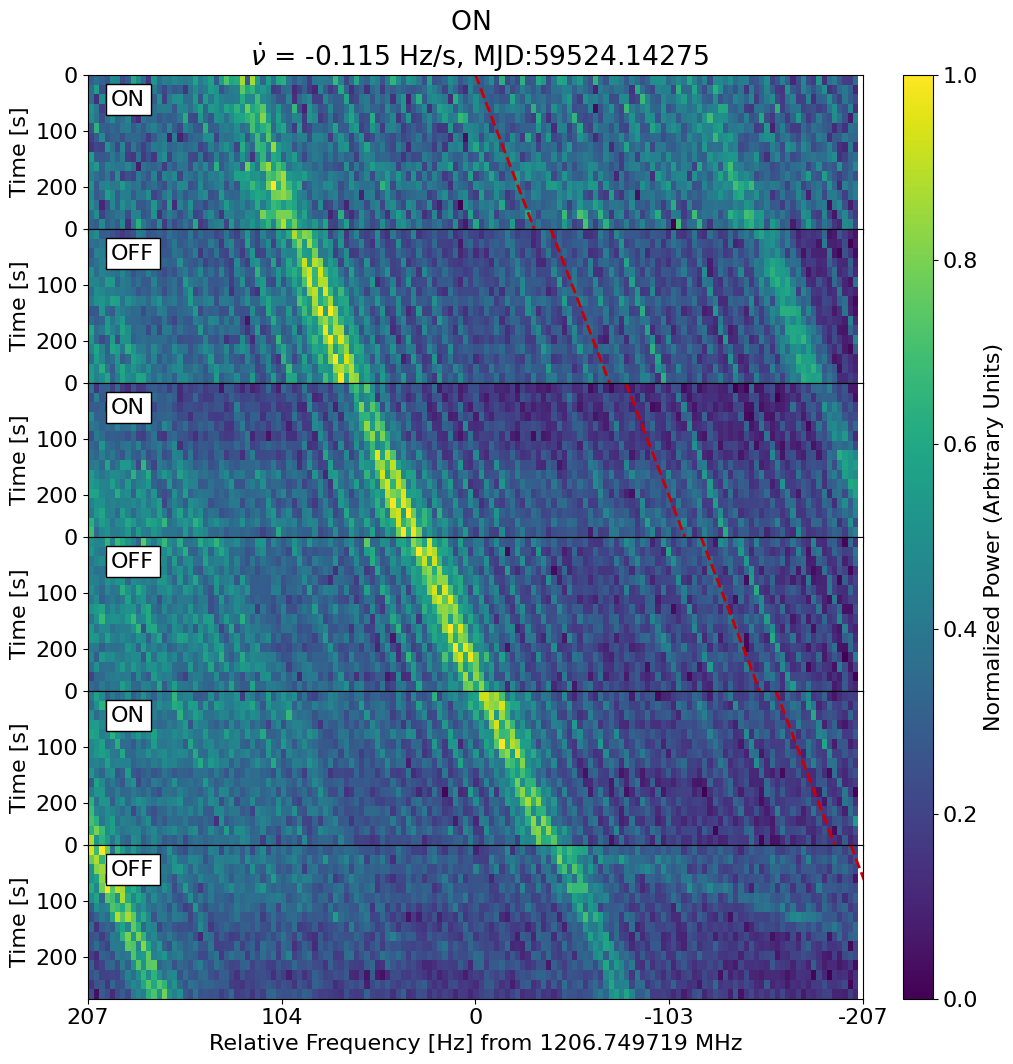 ON
ν̇ = -0.115 Hz/s, MJD:59524.14275
0
100
200
Time [s]
ON
0
100
200
Time [s]
OFF
0
100
200
Time [s]
ON
0
100
200
Time [s]
OFF
0
100
200
Time [s]
ON
0
100
200
Time [s]
OFF
207 104 0 -103 -207
Relative Frequency [Hz] from 1206.749719 MHz
1.0
0.8
0.6
0.4
0.2
0.0
Normalized Power (Arbitrary Units)